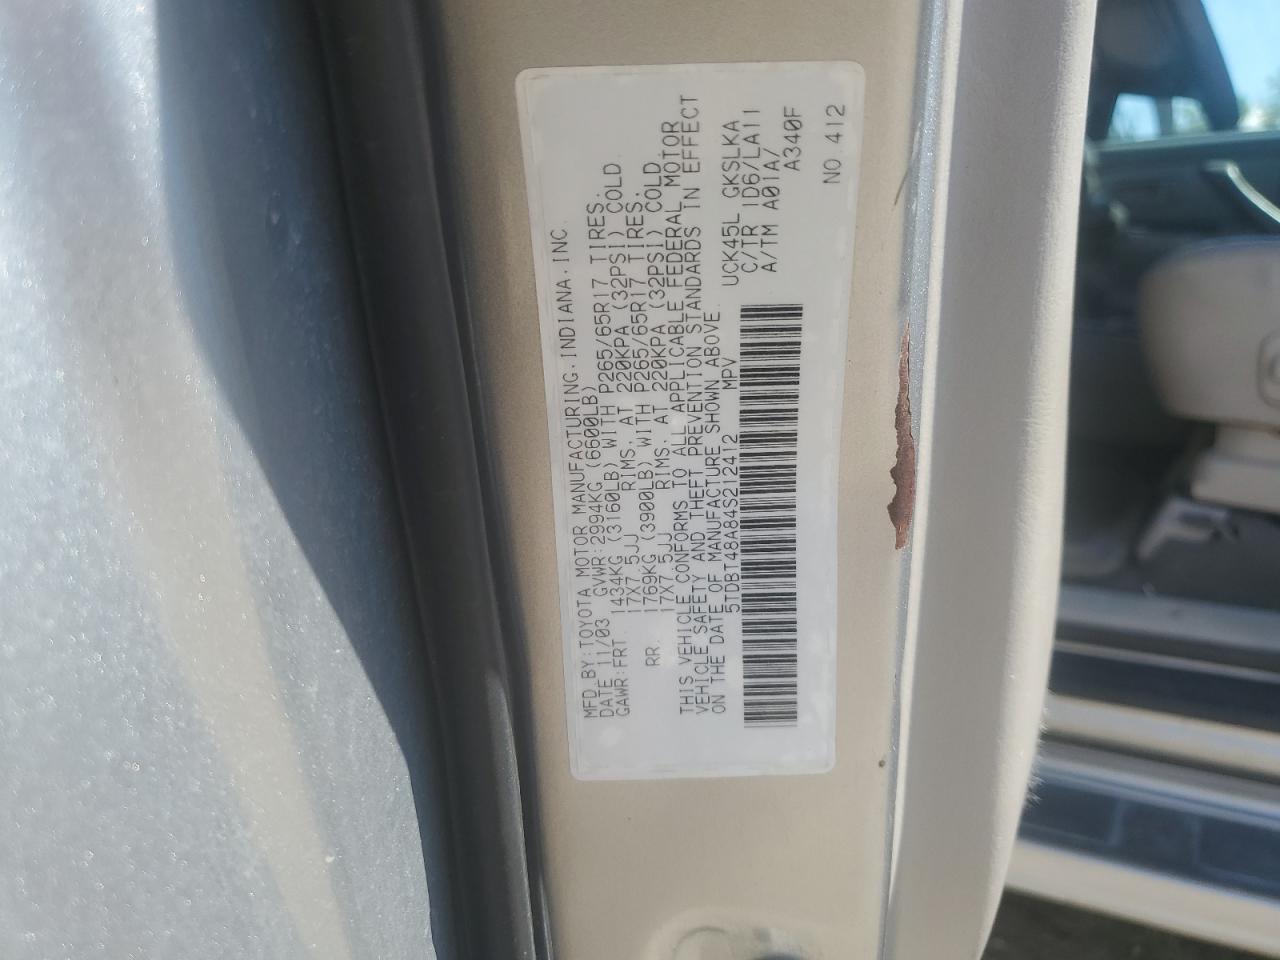 MFD.BY:TOYOTA MOTOR MANUFACTURING.INDIANA.INC.
DATE 11/03 GVWR:2994KG (6600LB)
GAWR:FRT. 1434KG (3160LB) WITH P265/65R17 TIRES.
17X7.5JJ RIMS. AT 220KPA (32PSI) COLD.
RR. 1769KG (3900LB) WITH P265/65R17 TIRES.
17X7.5JJ RIMS. AT 220KPA (32PSI) COLD.
THIS VEHICLE CONFORMS TO ALL APPLICABLE FEDERAL MOTOR
VEHICLE SAFETY AND THEFT PREVENTION STANDARDS IN EFFECT
ON THE DATE OF MANUFACTURE SHOWN ABOVE.
5TDBT48A84S212412 MPV
UCK45L GKSLKA
C/TR 1D6/LA11
A/TM A01A/
A340F
NO.412